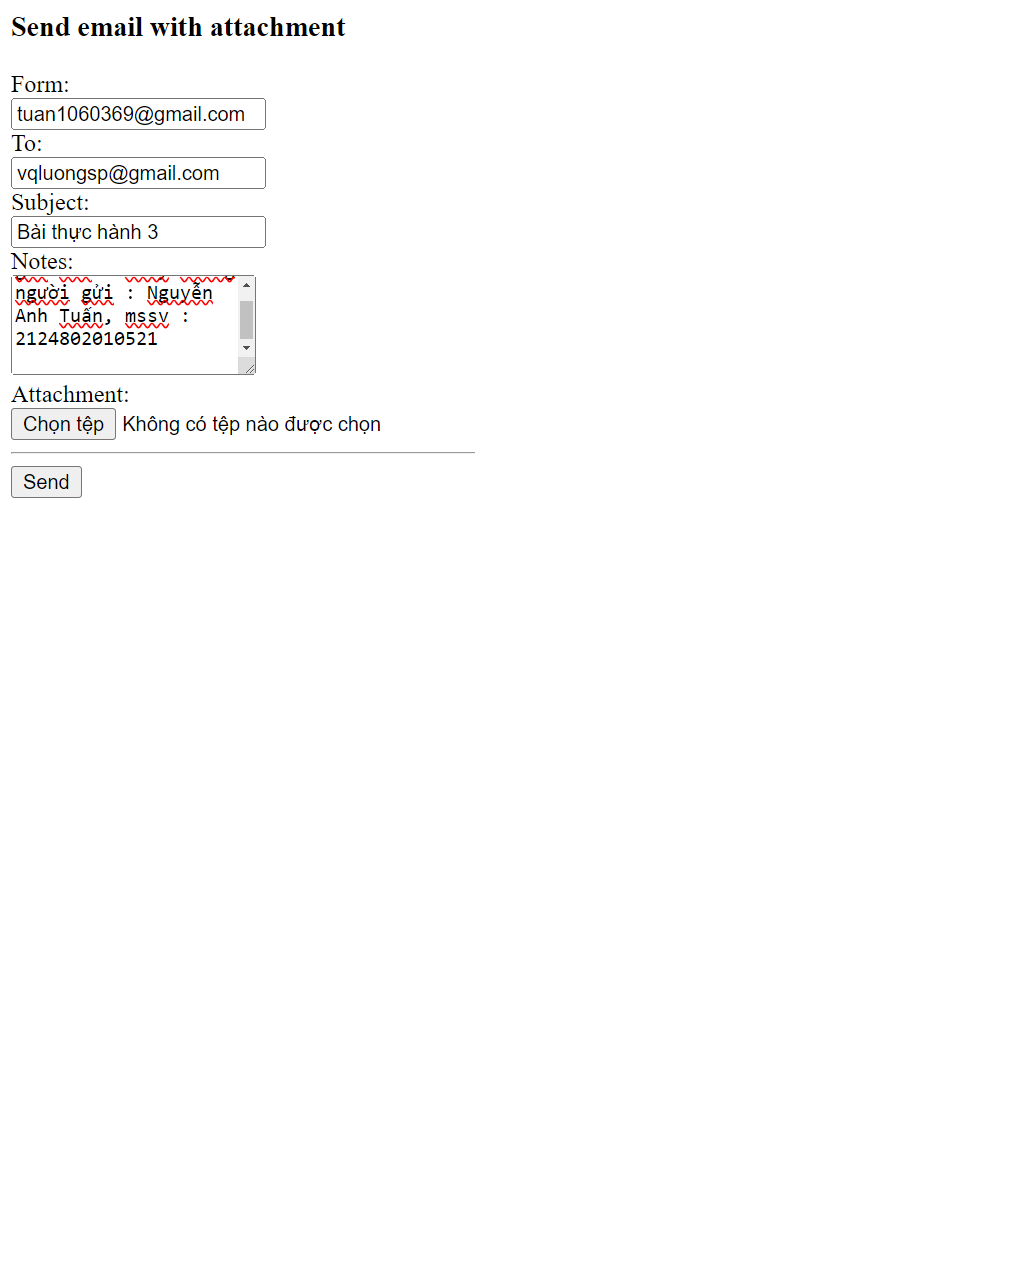 Send email with attachment
Form:
tuan1060369@gmail.com
To:
vqluongsp@gmail.com
Subject:
Bài thực hành 3
Notes:
người gửi : Nguyễn
Anh Tuấn, mssv :
2124802010521
Attachment:
Chọn tệp Không có tệp nào được chọn
Send